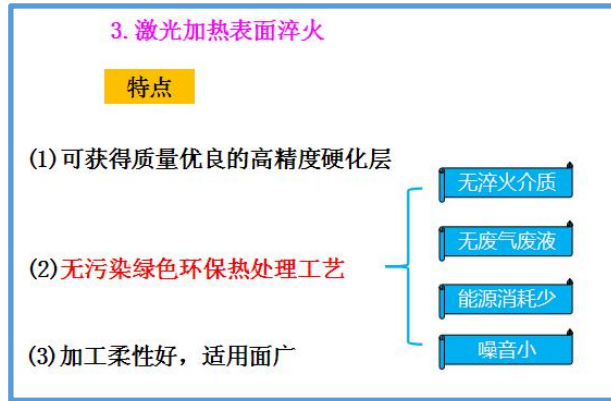 3.激光加热表面淬火
特点
(1)可获得质量优良的高精度硬化层
(2)无污染绿色环保热处理工艺
无淬火介质
无废气废液
能源消耗少
噪音小
(3)加工柔性好，适用面广